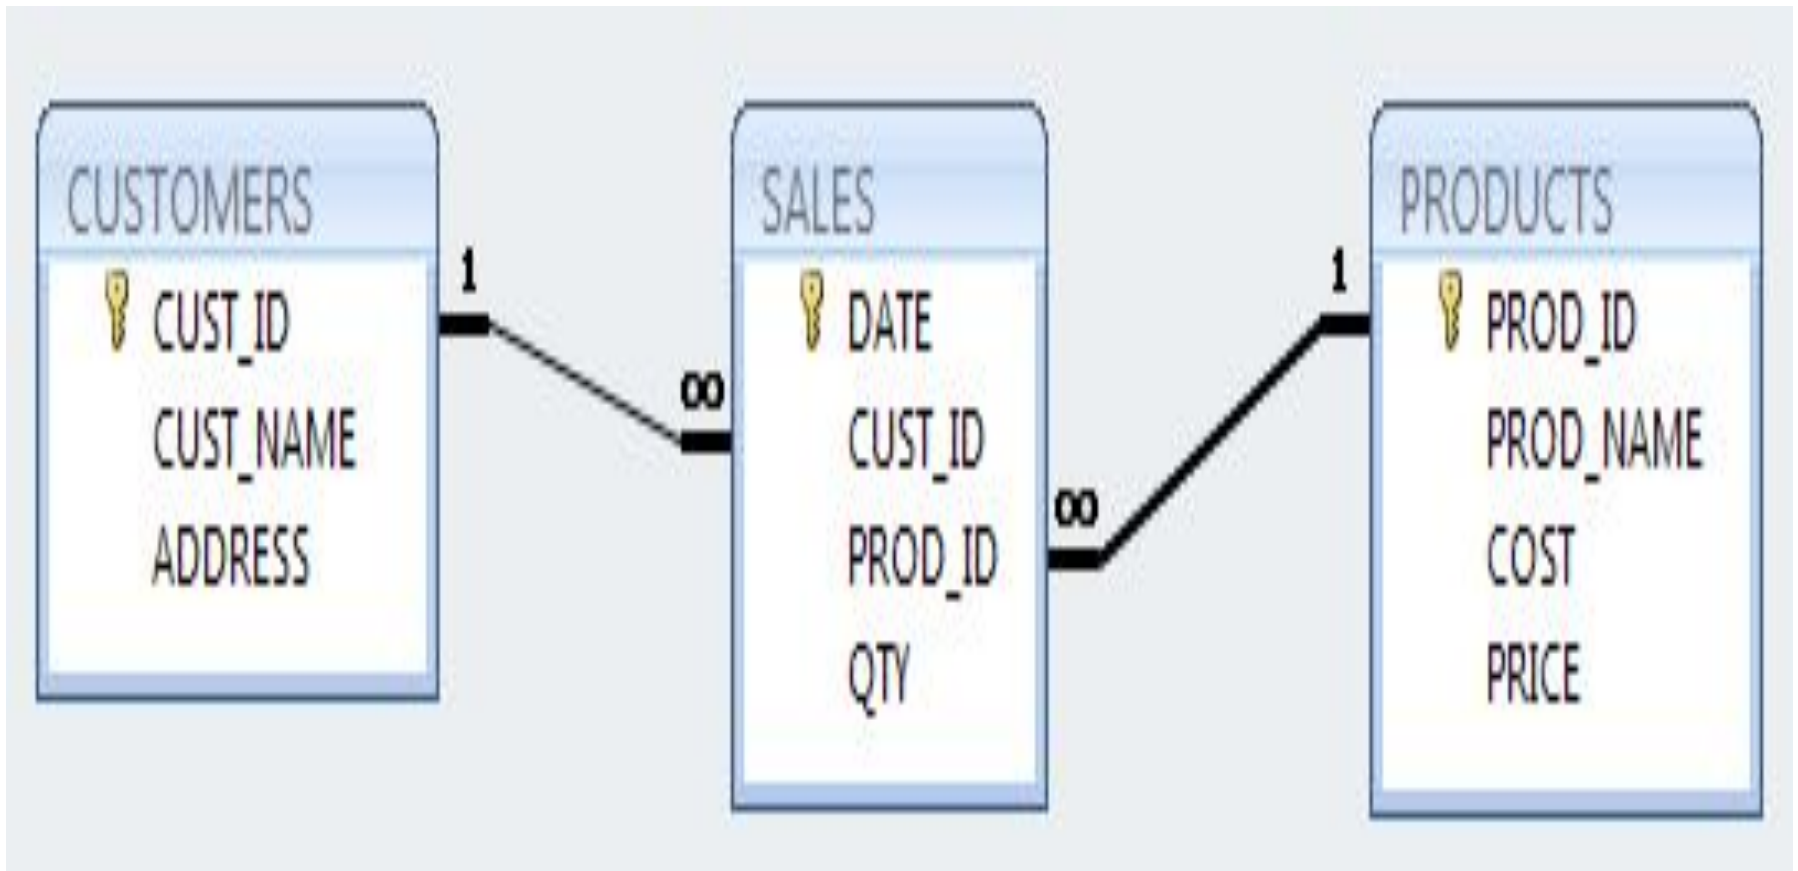 CUSTOMERS
CUST_ID
CUST_NAME
ADDRESS
1
∞
SALES
DATE
CUST_ID
PROD_ID
QTY
∞
1
PRODUCTS
PROD_ID
PROD_NAME
COST
PRICE